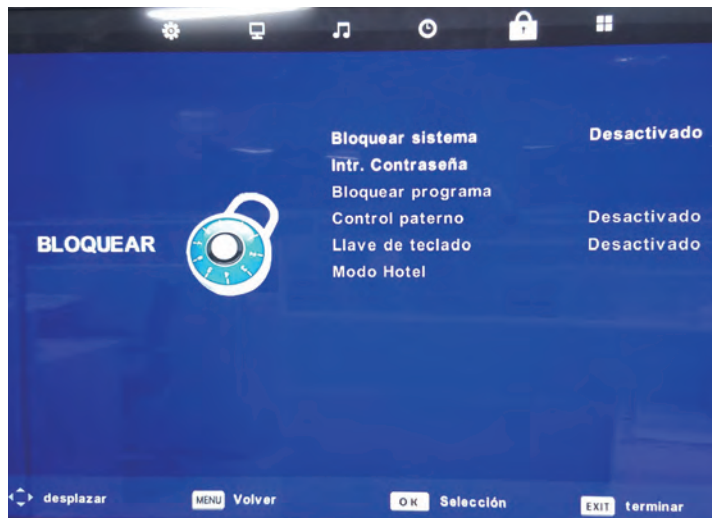 Bloquear sistema Desactivado
Intr. Contraseña
Bloquear programa
Control paterno Desactivado
BLOQUEAR
Llave de teclado Desactivado
Modo Hotel
desplazar MENU Volver OK Selección EXIT terminar